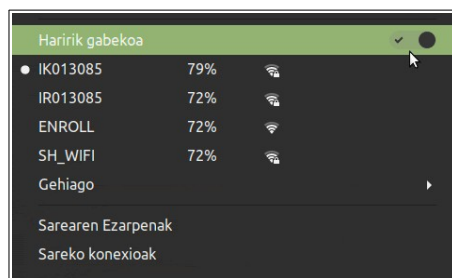 Haririk gabekoa
IK013085 79%
IR013085 72%
ENROLL 72%
SH_WIFI 72%
Gehiago
Sarearen Ezarpenak
Sareko konexioak